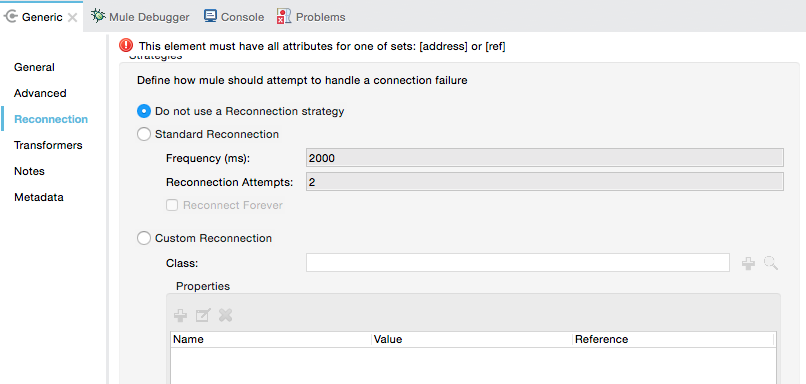 Generic Mule Debugger Console Problems
This element must have all attributes for one of sets: [address] or [ref]
Strategies
General
Advanced
Reconnection
Transformers
Notes
Metadata
Define how mule should attempt to handle a connection failure
Do not use a Reconnection strategy
Standard Reconnection
Frequency (ms): 2000
Reconnection Attempts: 2
Reconnect Forever
Custom Reconnection
Class:
Properties
Name Value Reference